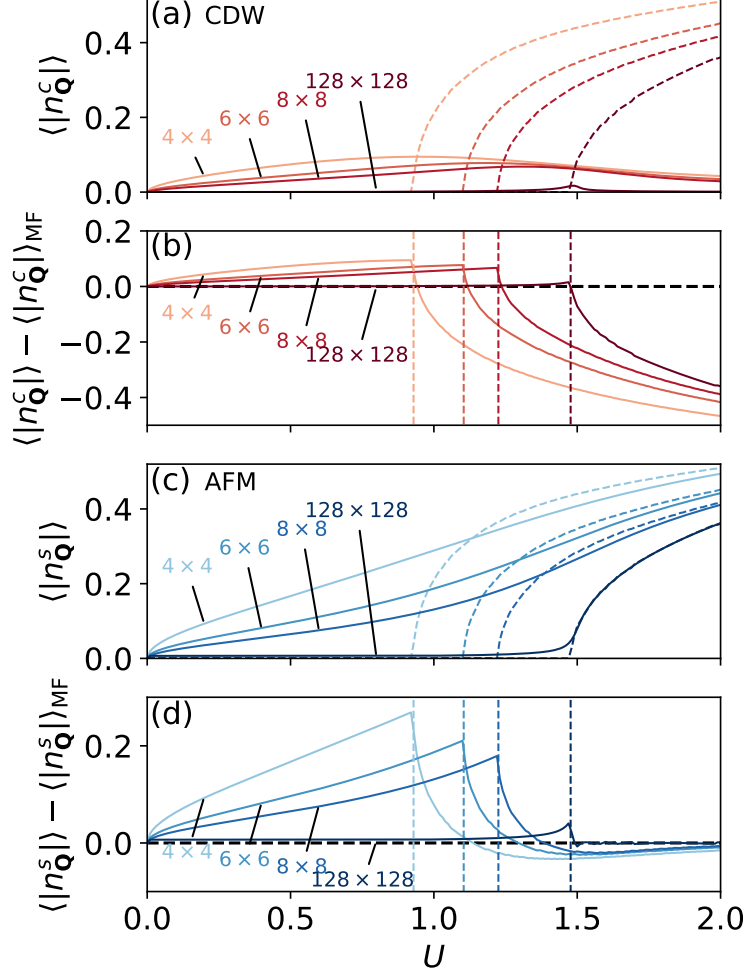 (a) CDW
⟨|n^c_Q|⟩
0.4
0.2
0.0
4 × 4
6 × 6
8 × 8
128 × 128
(b)
⟨|n^c_Q|⟩ − ⟨|n^c_Q|⟩_MF
0.2
0.0
−0.2
−0.4
4 × 4
6 × 6
8 × 8
128 × 128
(c) AFM
⟨|n^s_Q|⟩
0.4
0.2
0.0
4 × 4
6 × 6
8 × 8
128 × 128
(d)
⟨|n^s_Q|⟩ − ⟨|n^s_Q|⟩_MF
0.2
0.0
4 × 4
6 × 6
8 × 8
128 × 128
0.0 0.5 1.0 1.5 2.0
U